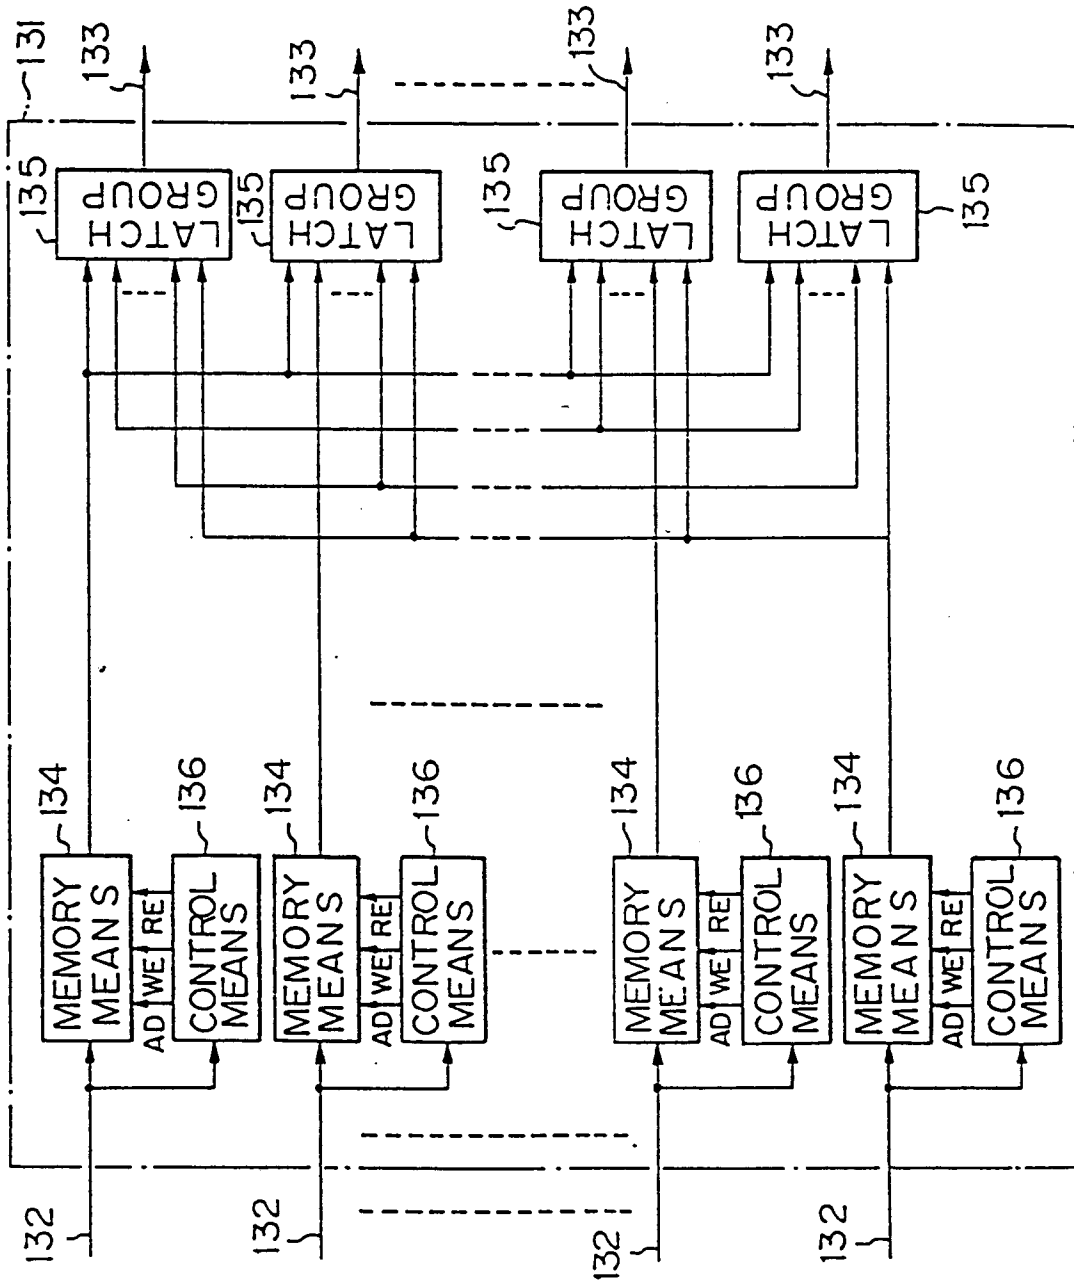 131
132
134
MEMORY
MEANS
135
LATCH
GROUP
133
AD
WE
RE
136
CONTROL
MEANS
132
134
MEMORY
MEANS
135
LATCH
GROUP
133
AD
WE
RE
136
CONTROL
MEANS
132
134
MEMORY
MEANS
135
LATCH
GROUP
133
AD
WE
RE
136
CONTROL
MEANS
132
134
MEMORY
MEANS
LATCH
GROUP
135
133
AD
WE
RE
136
CONTROL
MEANS